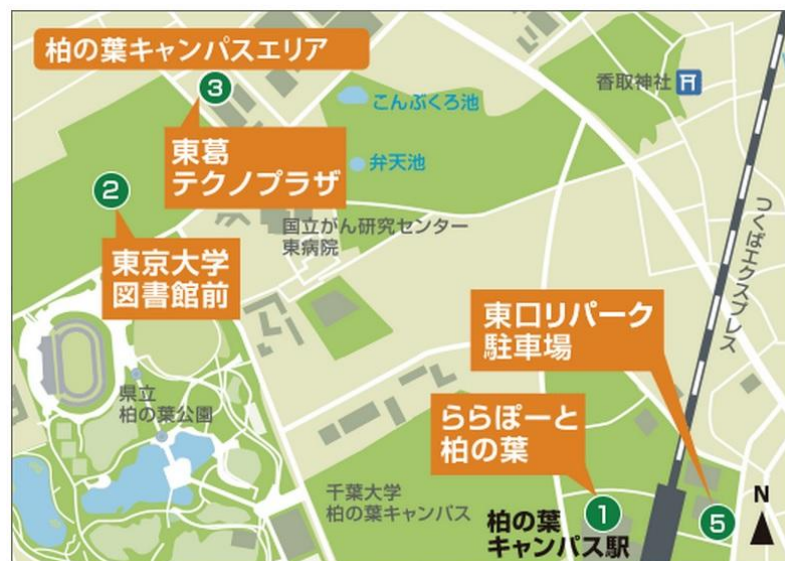 柏の葉キャンパスエリア
3
こんぶくろ池
香取神社
東葛
テクノプラザ
弁天池
2
国立がん研究センター
東病院
つくばエクスプレス
東京大学
図書館前
東口リパーク
駐車場
県立
柏の葉公園
ららぽーと
柏の葉
千葉大学
柏の葉キャンパス
柏の葉
キャンパス駅
1
5
N